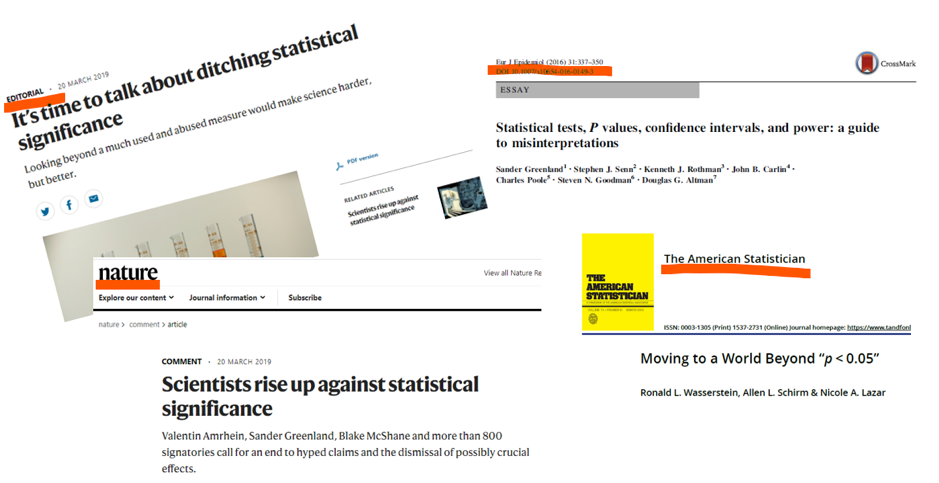 EDITORIAL • 20 MARCH 2019
It's time to talk about ditching statistical
significance
Looking beyond a much used and abused measure would make science harder,
but better.
PDF version
RELATED ARTICLES
Scientists rise up against
statistical significance
nature
View all Nature Re
Explore our content
Journal information
Subscribe
nature > comment > article
COMMENT • 20 MARCH 2019
Scientists rise up against statistical
significance
Valentin Amrhein, Sander Greenland, Blake McShane and more than 800
signatories call for an end to hyped claims and the dismissal of possibly crucial
effects.
Eur J Epidemiol (2016) 31:337–350
DOI 10.1007/s10654-016-0149-3
CrossMark
ESSAY
Statistical tests, P values, confidence intervals, and power: a guide
to misinterpretations
Sander Greenland1 · Stephen J. Senn2 · Kenneth J. Rothman3 · John B. Carlin4 ·
Charles Poole5 · Steven N. Goodman6 · Douglas G. Altman7
THE
AMERICAN
STATISTICIAN
The American Statistician
ISSN: 0003-1305 (Print) 1537-2731 (Online) Journal homepage: https://www.tandfonl
Moving to a World Beyond “p < 0.05”
Ronald L. Wasserstein, Allen L. Schirm & Nicole A. Lazar